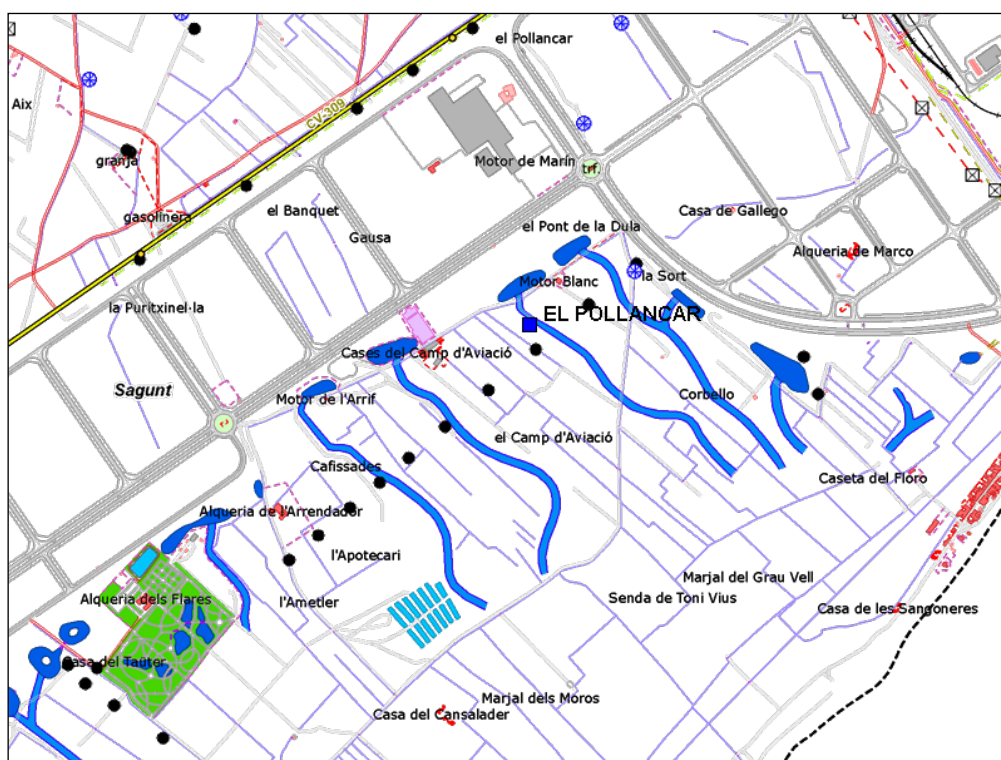 el Pollancar
Aix
CV-309
granja
Motor de Marín
trf.
gasolinera
el Banquet
Casa de Gallego
el Pont de la Dula
Gausa
Alqueria de Marco
la Sort
Motor Blanc
la Puritxinel·la
EL POLLANCAR
Cases del Camp d'Aviació
Sagunt
Corbello
Motor de l'Arrif
el Camp d'Aviació
Cafissades
Caseta del Floro
Alqueria de l'Arrendador
l'Apotecari
Marjal del Grau Vell
Alqueria dels Flares
l'Ametler
Senda de Toni Vius
Casa de les Sangoneres
Casa del Tauter
Marjal dels Moros
Casa del Cansalader